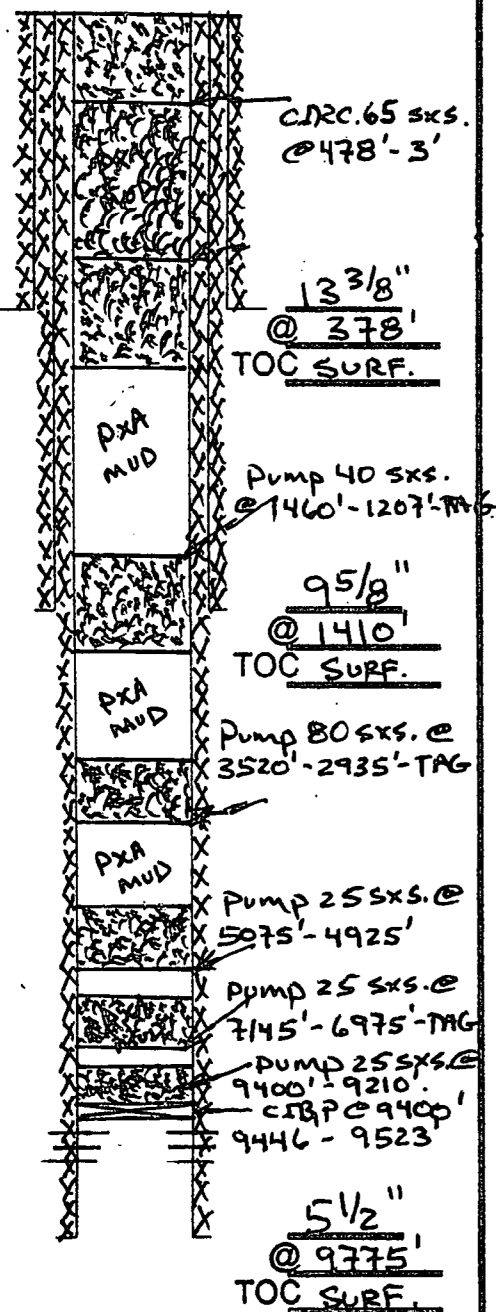 CIRC. 65 sxs.
@ 478'-3'
13 3/8"
@ 378'
TOC SURF.
PXA
MUD
Pump 40 sxs.
@ 1460'-1207'-TAG
9 5/8"
@ 1410'
TOC SURF.
PXA
MUD
Pump 80 sxs. @
3520'-2935'-TAG
PXA
MUD
Pump 25 sxs. @
5075'-4925'
Pump 25 sxs. @
7145'-6975'-TAG
Pump 25 sxs. @
9400'-9210'.
CIBP @ 9400'
9446 - 9523'
5 1/2"
@ 9775'
TOC SURF.